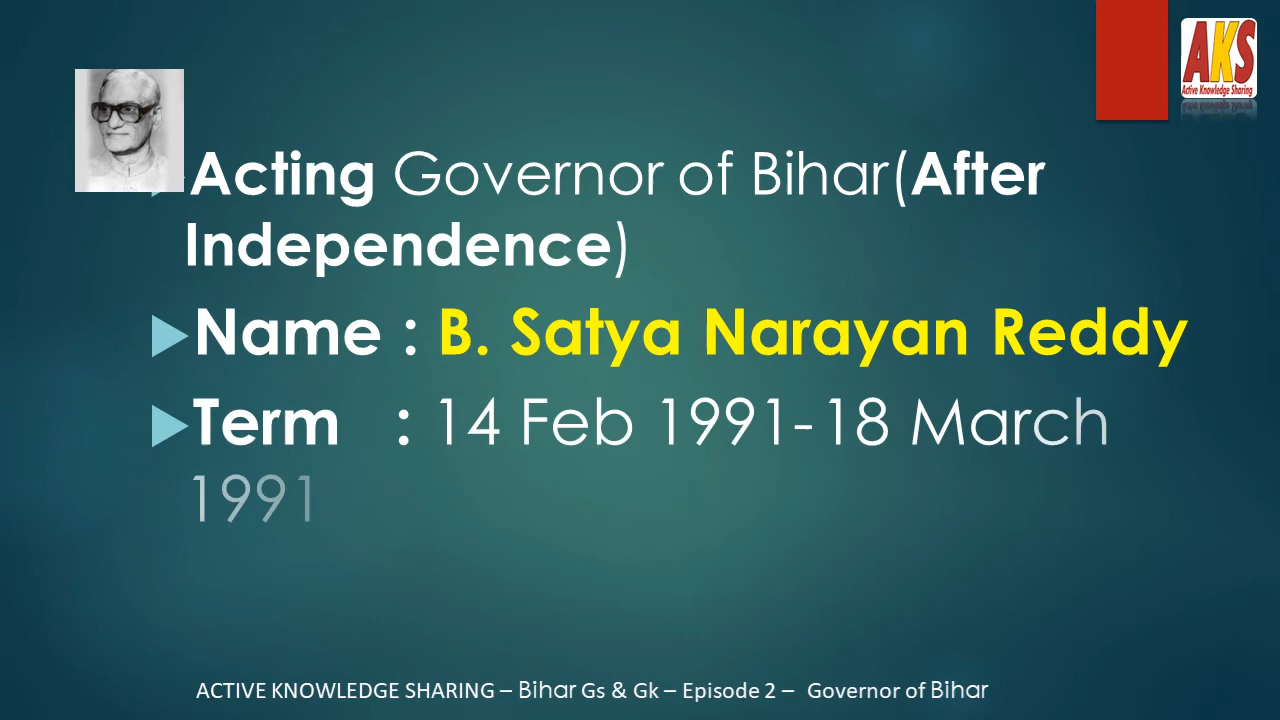 AKS
Active Knowledge Sharing
Acting Governor of Bihar(After
Independence)
Name : B. Satya Narayan Reddy
Term : 14 Feb 1991-18 March
1991
ACTIVE KNOWLEDGE SHARING – Bihar Gs & Gk – Episode 2 – Governor of Bihar